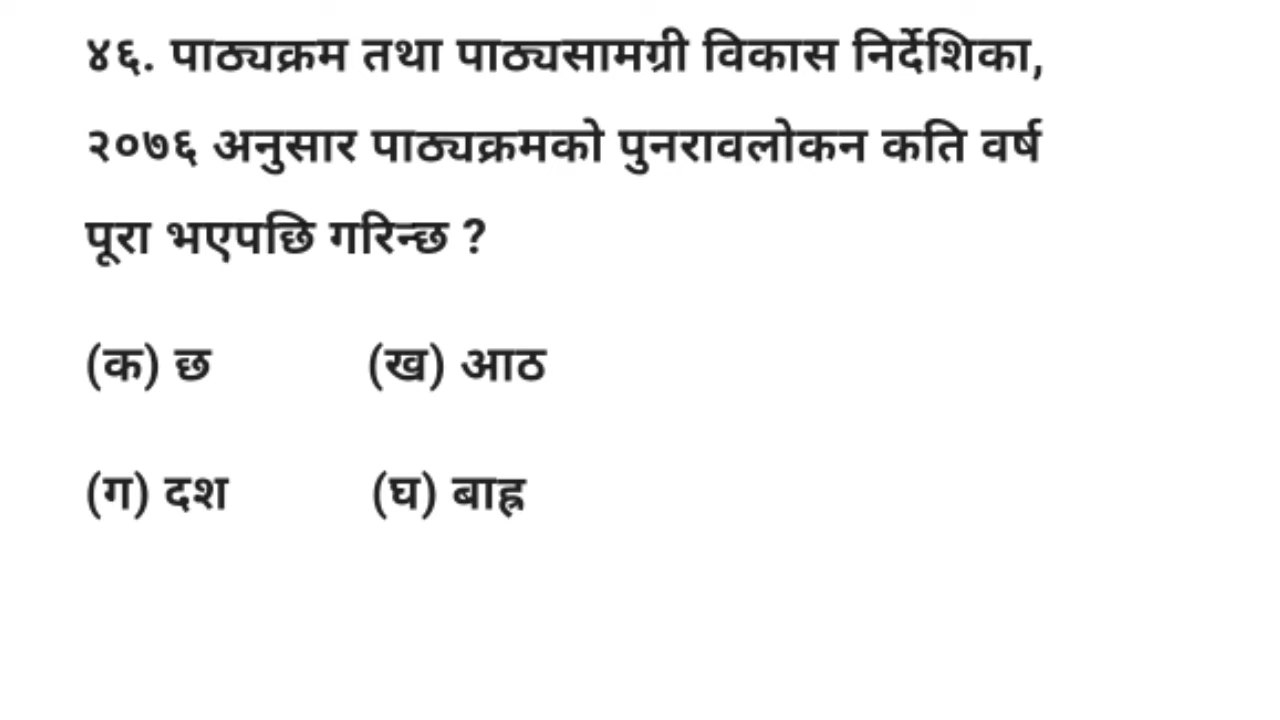 ४६. पाठ्यक्रम तथा पाठ्यसामग्री विकास निर्देशिका,
२०७६ अनुसार पाठ्यक्रमको पुनरावलोकन कति वर्ष
पूरा भएपछि गरिन्छ ?
(क) छ (ख) आठ
(ग) दश (घ) बाह्र